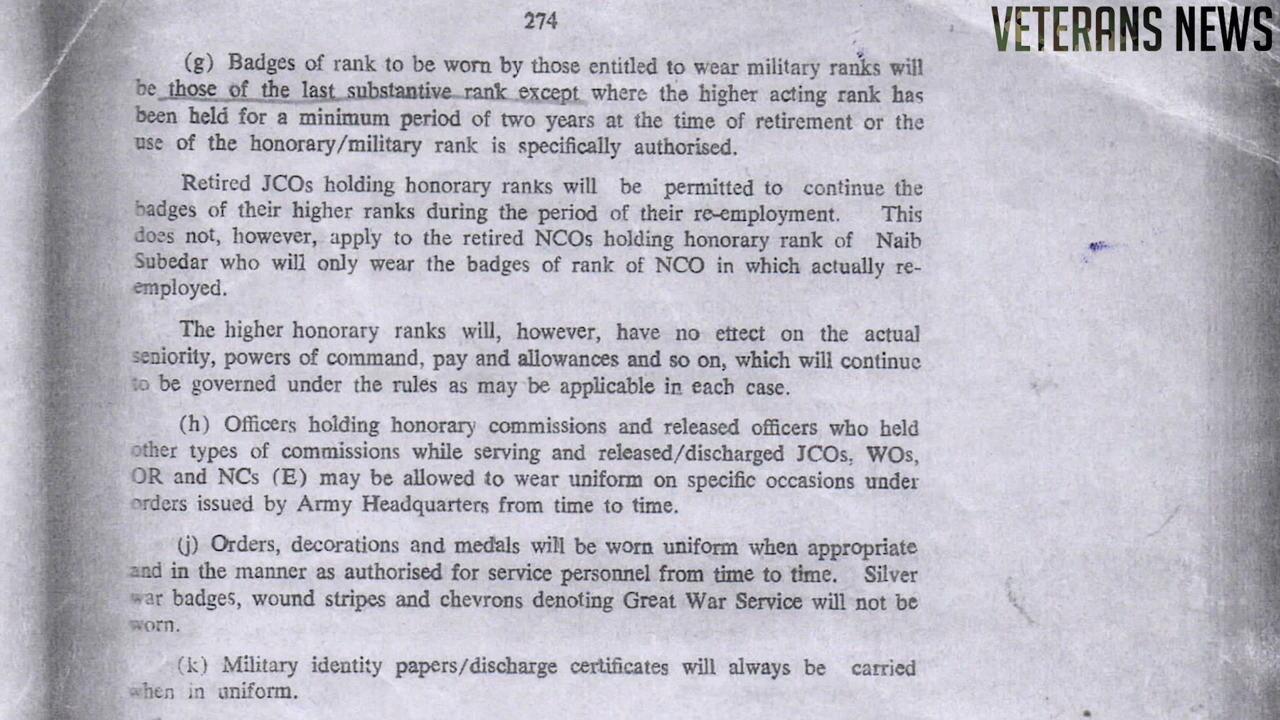 274
VETERANS NEWS
(g) Badges of rank to be worn by those entitled to wear military ranks will
be those of the last substantive rank except where the higher acting rank has
been held for a minimum period of two years at the time of retirement or the
use of the honorary/military rank is specifically authorised.
Retired JCOs holding honorary ranks will be permitted to continue the
badges of their higher ranks during the period of their re-employment. This
does not, however, apply to the retired NCOs holding honorary rank of Naib
Subedar who will only wear the badges of rank of NCO in which actually re-
employed.
The higher honorary ranks will, however, have no effect on the actual
seniority, powers of command, pay and allowances and so on, which will continue
to be governed under the rules as may be applicable in each case.
(h) Officers holding honorary commissions and released officers who held
other types of commissions while serving and released/discharged JCOs, WOs,
OR and NCs (E) may be allowed to wear uniform on specific occasions under
orders issued by Army Headquarters from time to time.
(j) Orders, decorations and medals will be worn uniform when appropriate
and in the manner as authorised for service personnel from time to time. Silver
war badges, wound stripes and chevrons denoting Great War Service will not be
worn.
(k) Military identity papers/discharge certificates will always be carried
when in uniform.